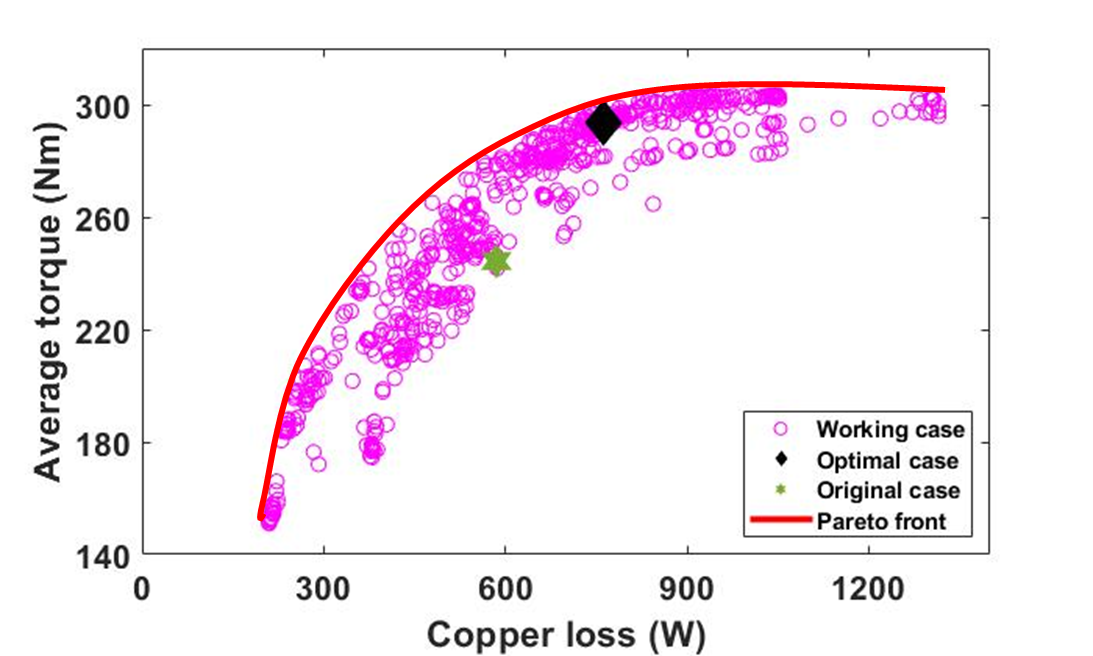 Average torque (Nm)
300
260
220
180
140
0 300 600 900 1200
Copper loss (W)
Working case
Optimal case
Original case
Pareto front